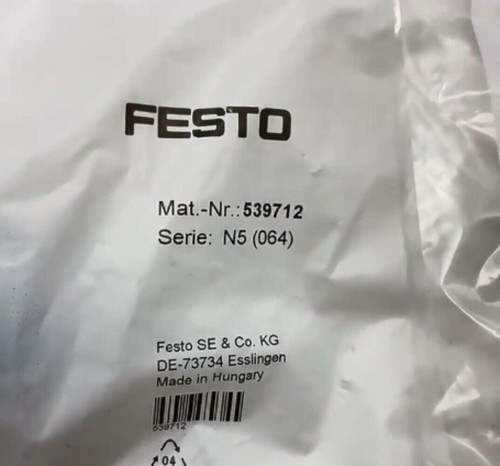 FESTO
Mat.-Nr.:539712
Serie: N5 (064)
Festo SE & Co. KG
DE-73734 Esslingen
Made in Hungary
539712
04